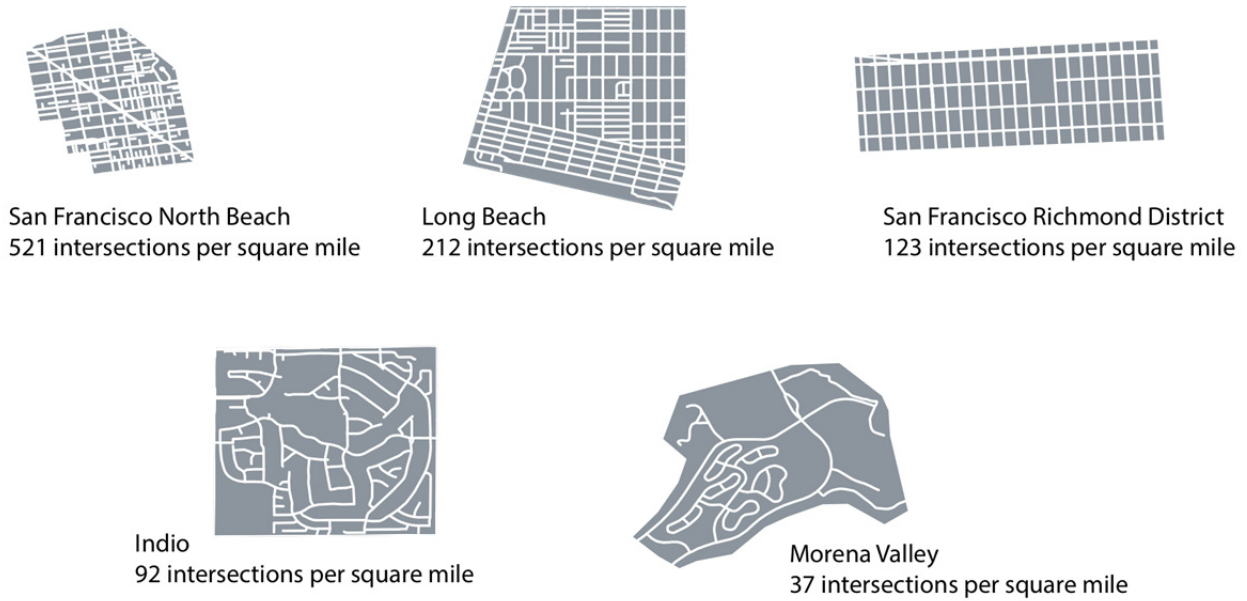 San Francisco North Beach
521 intersections per square mile
Long Beach
212 intersections per square mile
San Francisco Richmond District
123 intersections per square mile
Indio
92 intersections per square mile
Morena Valley
37 intersections per square mile